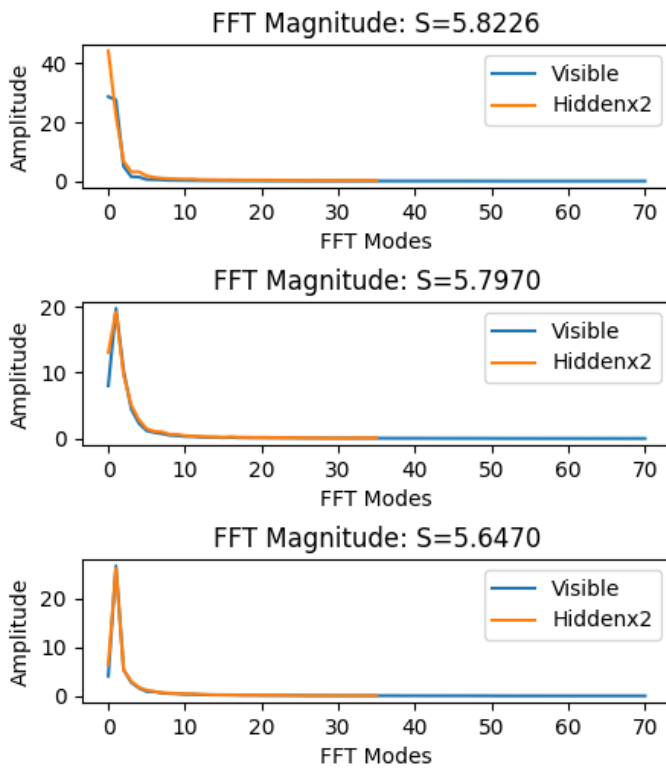 FFT Magnitude: S=5.8226
40
20
0
Amplitude
Visible
Hiddenx2
0 10 20 30 40 50 60 70
FFT Modes
FFT Magnitude: S=5.7970
20
10
0
Amplitude
Visible
Hiddenx2
0 10 20 30 40 50 60 70
FFT Modes
FFT Magnitude: S=5.6470
20
10
0
Amplitude
Visible
Hiddenx2
0 10 20 30 40 50 60 70
FFT Modes